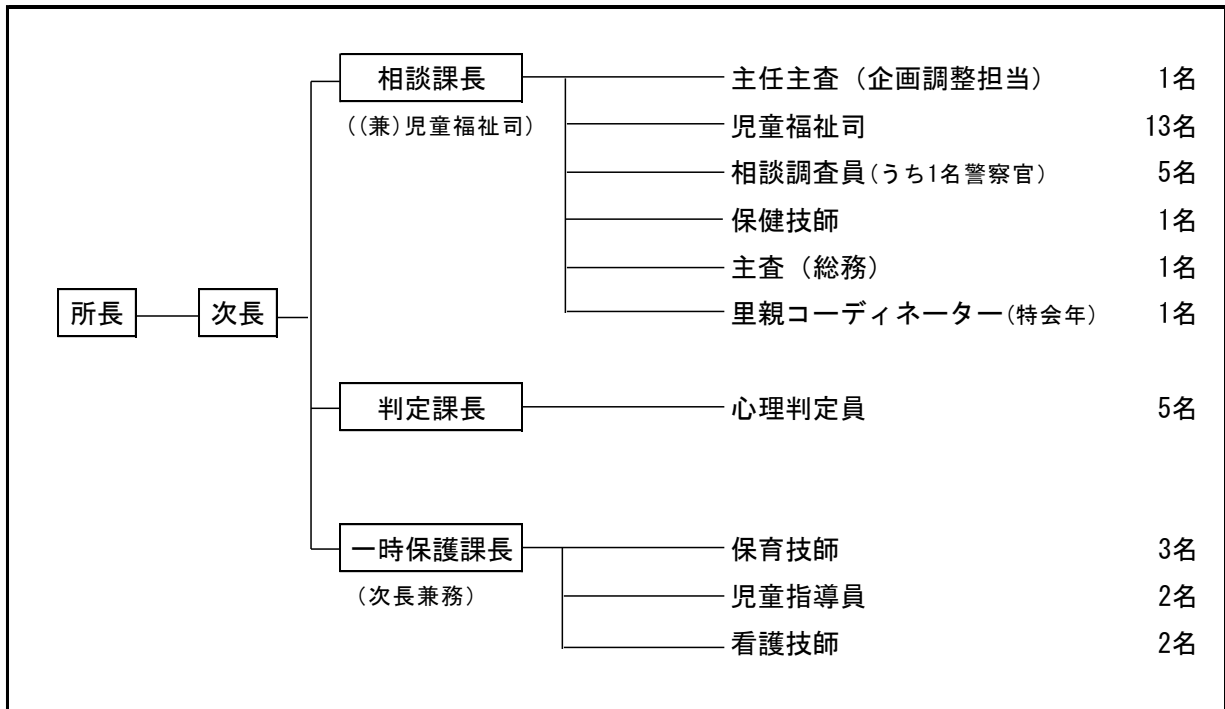 相談課長 主任主査（企画調整担当） 1名
((兼)児童福祉司) 児童福祉司 13名
相談調査員(うち1名警察官) 5名
保健技師 1名
主査（総務） 1名
所長 次長 里親コーディネーター(特会年) 1名
判定課長 心理判定員 5名
一時保護課長 保育技師 3名
(次長兼務) 児童指導員 2名
看護技師 2名